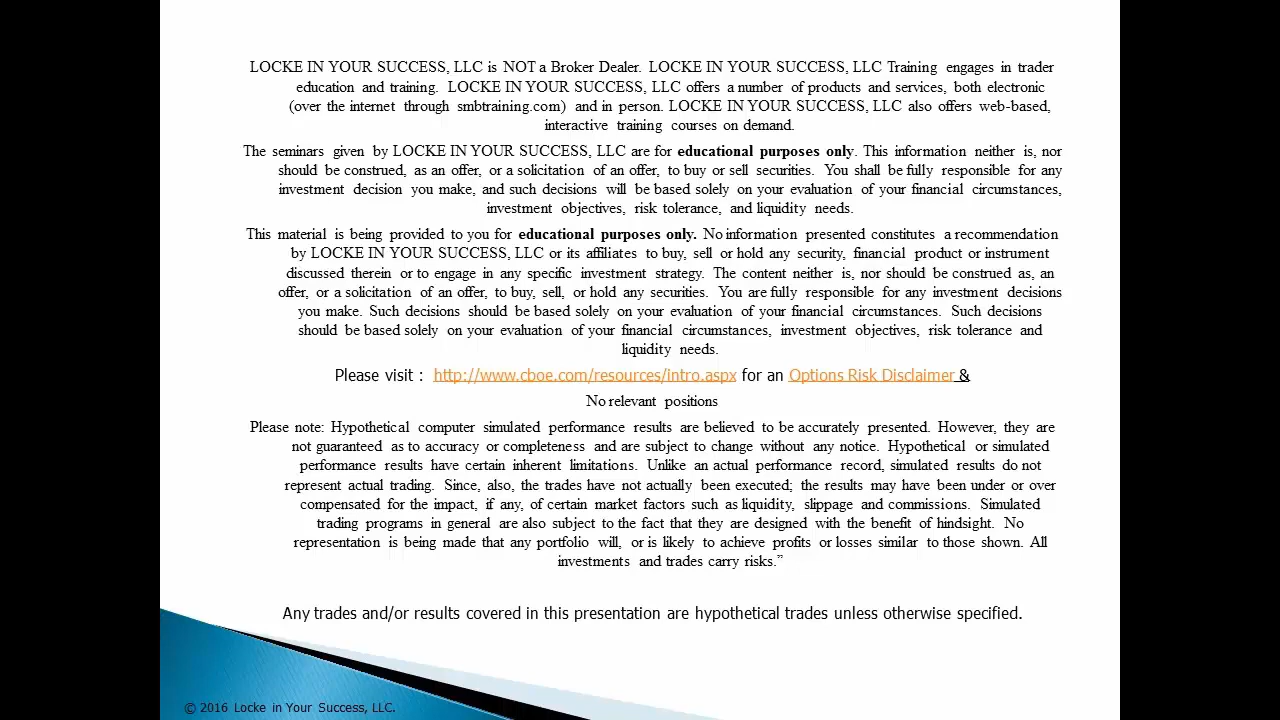 LOCKE IN YOUR SUCCESS, LLC is NOT a Broker Dealer. LOCKE IN YOUR SUCCESS, LLC Training engages in trader
education and training. LOCKE IN YOUR SUCCESS, LLC offers a number of products and services, both electronic
(over the internet through smbtraining.com) and in person. LOCKE IN YOUR SUCCESS, LLC also offers web-based,
interactive training courses on demand.
The seminars given by LOCKE IN YOUR SUCCESS, LLC are for educational purposes only. This information neither is, nor
should be construed, as an offer, or a solicitation of an offer, to buy or sell securities. You shall be fully responsible for any
investment decision you make, and such decisions will be based solely on your evaluation of your financial circumstances,
investment objectives, risk tolerance, and liquidity needs.
This material is being provided to you for educational purposes only. No information presented constitutes a recommendation
by LOCKE IN YOUR SUCCESS, LLC or its affiliates to buy, sell or hold any security, financial product or instrument
discussed therein or to engage in any specific investment strategy. The content neither is, nor should be construed as, an
offer, or a solicitation of an offer, to buy, sell, or hold any securities. You are fully responsible for any investment decisions
you make. Such decisions should be based solely on your evaluation of your financial circumstances. Such decisions
should be based solely on your evaluation of your financial circumstances, investment objectives, risk tolerance and
liquidity needs.
Please visit : http://www.cboe.com/resources/intro.aspx for an Options Risk Disclaimer &
No relevant positions
Please note: Hypothetical computer simulated performance results are believed to be accurately presented. However, they are
not guaranteed as to accuracy or completeness and are subject to change without any notice. Hypothetical or simulated
performance results have certain inherent limitations. Unlike an actual performance record, simulated results do not
represent actual trading. Since, also, the trades have not actually been executed; the results may have been under or over
compensated for the impact, if any, of certain market factors such as liquidity, slippage and commissions. Simulated
trading programs in general are also subject to the fact that they are designed with the benefit of hindsight. No
representation is being made that any portfolio will, or is likely to achieve profits or losses similar to those shown. All
investments and trades carry risks.”
Any trades and/or results covered in this presentation are hypothetical trades unless otherwise specified.
© 2016 Locke in Your Success, LLC.